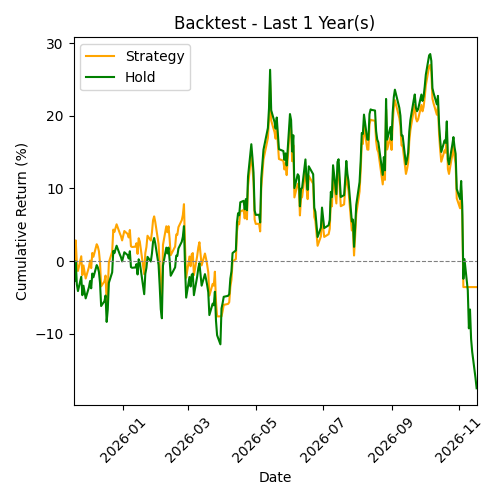 Backtest - Last 1 Year(s)
Strategy
Hold
Cumulative Return (%)
30
20
10
0
−10
2026-01
2026-03
2026-05
2026-07
2026-09
2026-11
Date